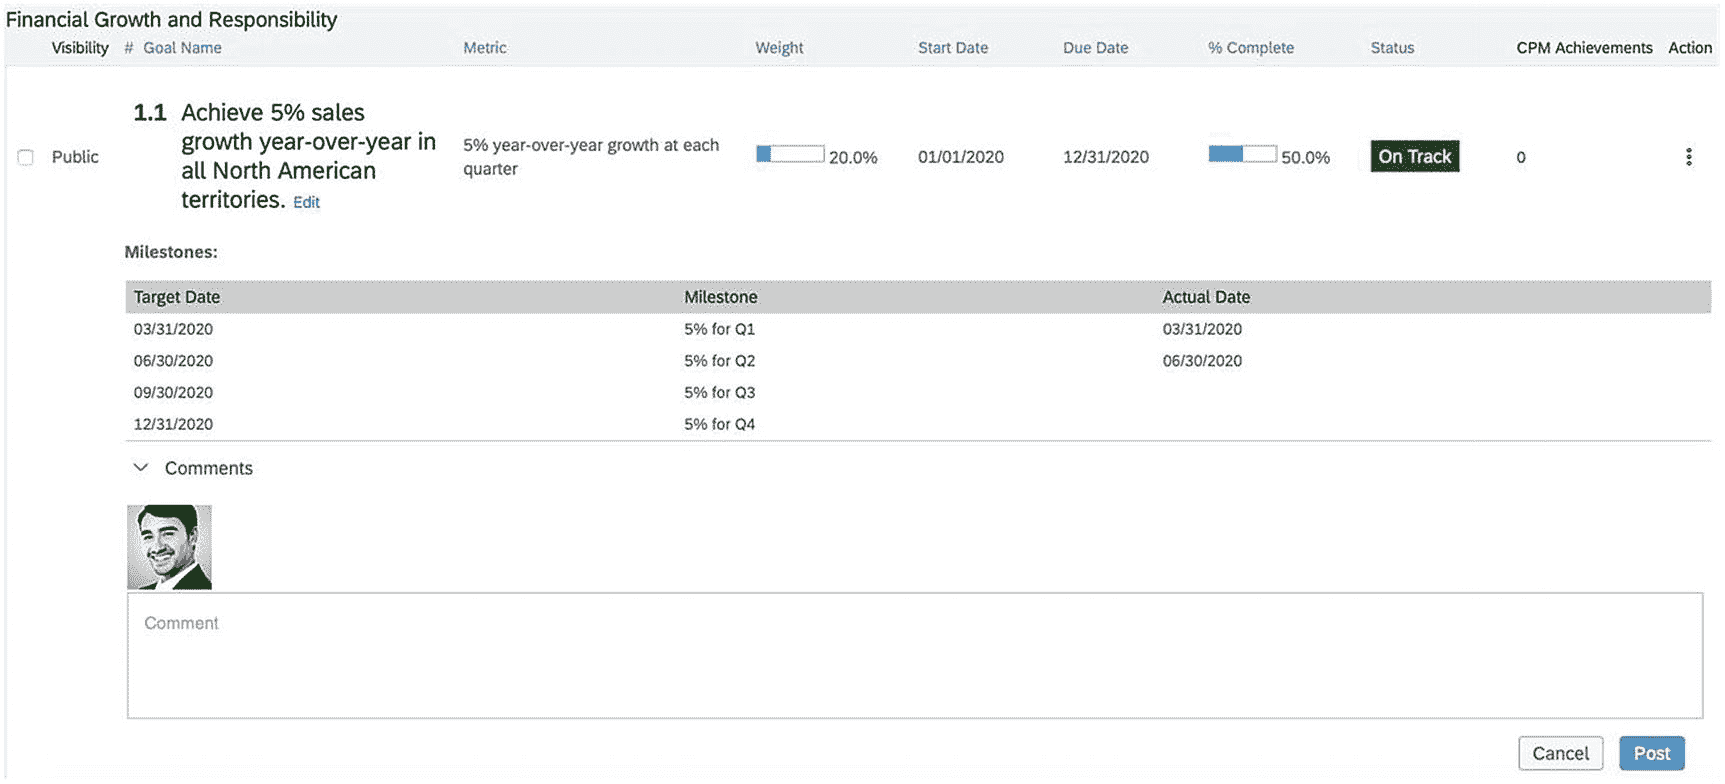 Financial Growth and Responsibility
Visibility # Goal Name Metric Weight Start Date Due Date % Complete Status CPM Achievements Action
1.1 Achieve 5% sales
growth year-over-year in
all North American
territories. Edit
Public 5% year-over-year growth at each
quarter 20.0% 01/01/2020 12/31/2020 50.0% On Track 0
Milestones:
Target Date Milestone Actual Date
03/31/2020 5% for Q1 03/31/2020
06/30/2020 5% for Q2 06/30/2020
09/30/2020 5% for Q3
12/31/2020 5% for Q4
Comments
Comment
Cancel Post